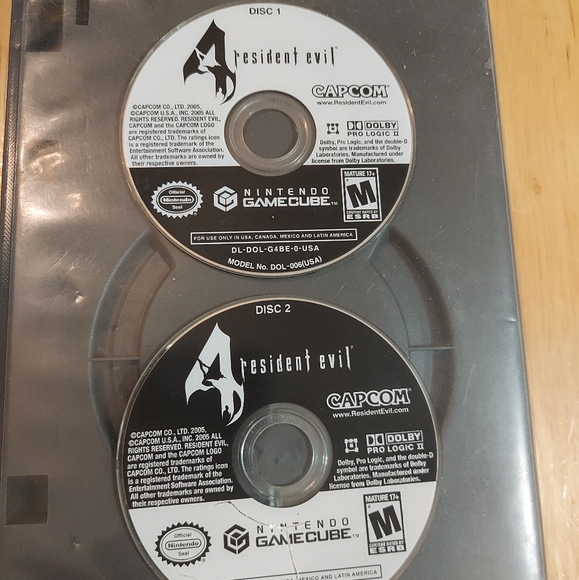 DISC 1
4 resident evil
CAPCOM
www.ResidentEvil.com
©CAPCOM CO., LTD. 2005,
©CAPCOM U.S.A., INC. 2005 ALL
RIGHTS RESERVED. RESIDENT EVIL,
CAPCOM and the CAPCOM LOGO
are registered trademarks of
CAPCOM CO., LTD. The ratings icon
is a registered trademark of the
Entertainment Software Association.
All other trademarks are owned by
their respective owners.
DOLBY
PRO LOGIC II
Dolby, Pro Logic, and the double-D
symbol are trademarks of Dolby
Laboratories. Manufactured under
license from Dolby Laboratories.
Official
Nintendo
Seal
NINTENDO
GAMECUBE™
MATURE 17+
M
CONTENT RATED BY
ESRB
FOR USE ONLY IN USA, CANADA, MEXICO AND LATIN AMERICA
DL-DOL-G4BE-0-USA
MODEL No. DOL-006(USA)
DISC 2
4 resident evil
CAPCOM
www.ResidentEvil.com
©CAPCOM CO., LTD. 2005,
©CAPCOM U.S.A., INC. 2005 ALL
RIGHTS RESERVED. RESIDENT EVIL,
CAPCOM and the CAPCOM LOGO
are registered trademarks of
CAPCOM CO., LTD. The ratings icon
is a registered trademark of the
Entertainment Software Association.
All other trademarks are owned by
their respective owners.
DOLBY
PRO LOGIC II
Dolby, Pro Logic, and the double-D
symbol are trademarks of Dolby
Laboratories. Manufactured under
license from Dolby Laboratories.
Official
Nintendo
Seal
NINTENDO
GAMECUBE™
MATURE 17+
M
CONTENT RATED BY
ESRB
MEXICO AND LATIN AMERICA